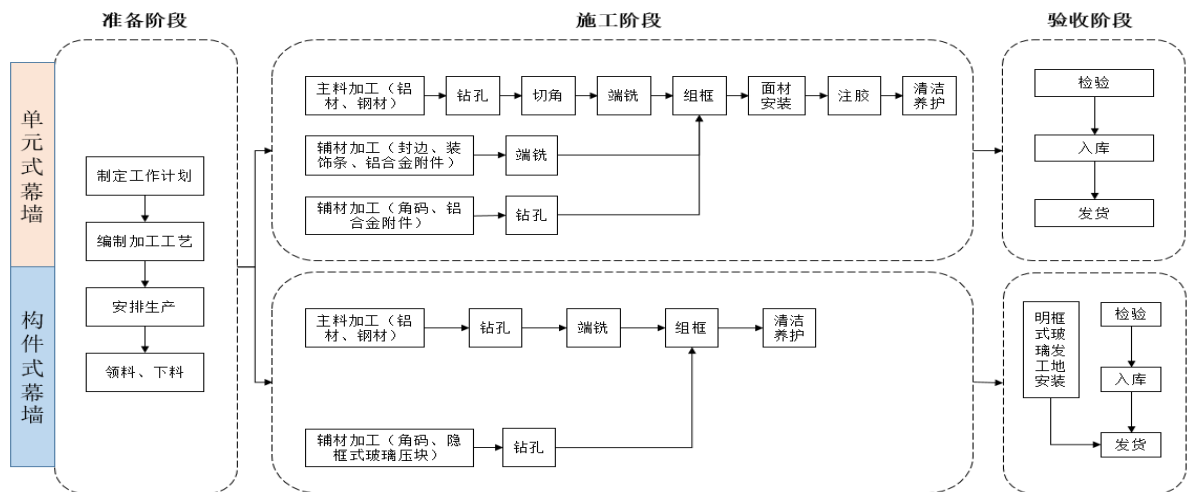 准备阶段
施工阶段
验收阶段
单元式幕墙
构件式幕墙
制定工作计划
编制加工工艺
安排生产
领料、下料
主料加工（铝
材、钢材）
钻孔
切角
端铣
组框
面材
安装
注胶
清洁
养护
辅材加工（封边、装
饰条、铝合金附件）
端铣
辅材加工（角码、铝
合金附件）
钻孔
检验
入库
发货
主料加工（铝
材、钢材）
钻孔
端铣
组框
清洁
养护
辅材加工（角码、隐
框式玻璃压块）
钻孔
明框
式玻
璃发
工地
安装
检验
入库
发货